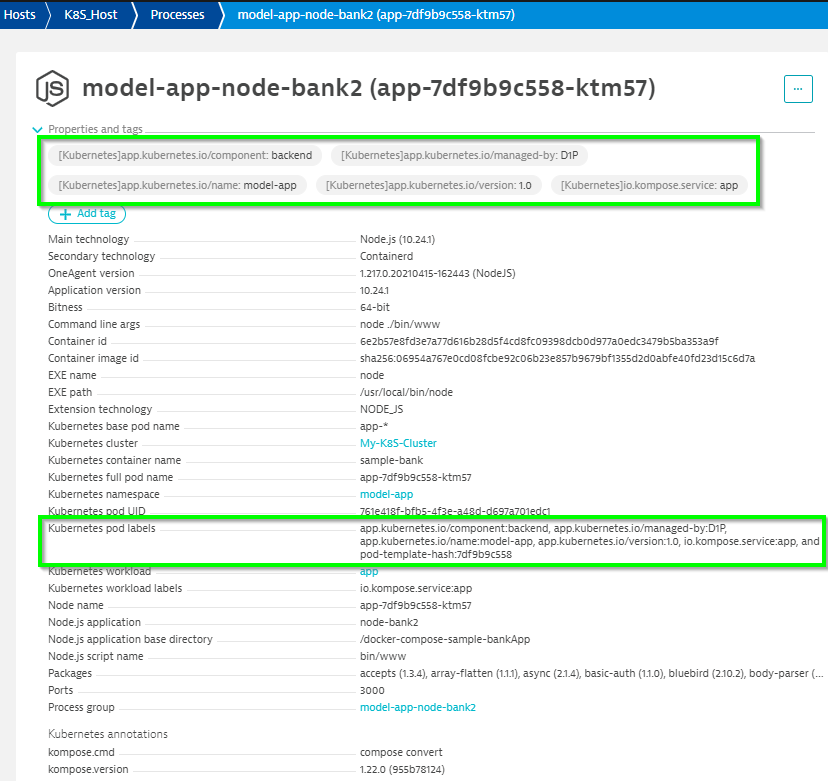 Hosts K8S_Host Processes model-app-node-bank2 (app-7df9b9c558-ktm57)
JS model-app-node-bank2 (app-7df9b9c558-ktm57) ...
Properties and tags
[Kubernetes]app.kubernetes.io/component: backend [Kubernetes]app.kubernetes.io/managed-by: D1P
[Kubernetes]app.kubernetes.io/name: model-app [Kubernetes]app.kubernetes.io/version: 1.0 [Kubernetes]io.kompose.service: app
+ Add tag
Main technology Node.js (10.24.1)
Secondary technology Containerd
OneAgent version 1.217.0.20210415-162443 (NodeJS)
Application version 10.24.1
Bitness 64-bit
Command line args node ./bin/www
Container id 6e2b57e8fd3e7a77d616b28d5f4cd8fc09398dcb0d977a0edc3479b5ba353a9f
Container image id sha256:06954a767e0cd08fcbe92c06b23e857b9679bf1355d2d0abfe40fd23d15c6d7a
EXE name node
EXE path /usr/local/bin/node
Extension technology NODE_JS
Kubernetes base pod name app-*
Kubernetes cluster My-K8S-Cluster
Kubernetes container name sample-bank
Kubernetes full pod name app-7df9b9c558-ktm57
Kubernetes namespace model-app
Kubernetes pod UID 761e418f-bfb5-4f3e-a48d-d697a701edc1
Kubernetes pod labels app.kubernetes.io/component:backend, app.kubernetes.io/managed-by:D1P,
app.kubernetes.io/name:model-app, app.kubernetes.io/version:1.0, io.kompose.service:app, and
pod-template-hash:7df9b9c558
Kubernetes workload app
Kubernetes workload labels io.kompose.service:app
Node name app-7df9b9c558-ktm57
Node.js application node-bank2
Node.js application base directory /docker-compose-sample-bankApp
Node.js script name bin/www
Packages accepts (1.3.4), array-flatten (1.1.1), async (2.1.4), basic-auth (1.1.0), bluebird (2.10.2), body-parser (...
Ports 3000
Process group model-app-node-bank2
Kubernetes annotations
kompose.cmd compose convert
kompose.version 1.22.0 (955b78124)